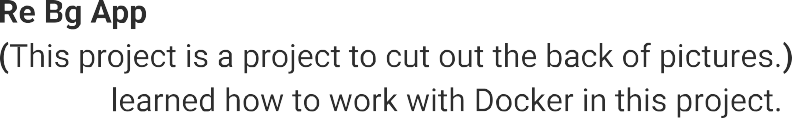 Re Bg App
(This project is a project to cut out the back of pictures.)
learned how to work with Docker in this project.